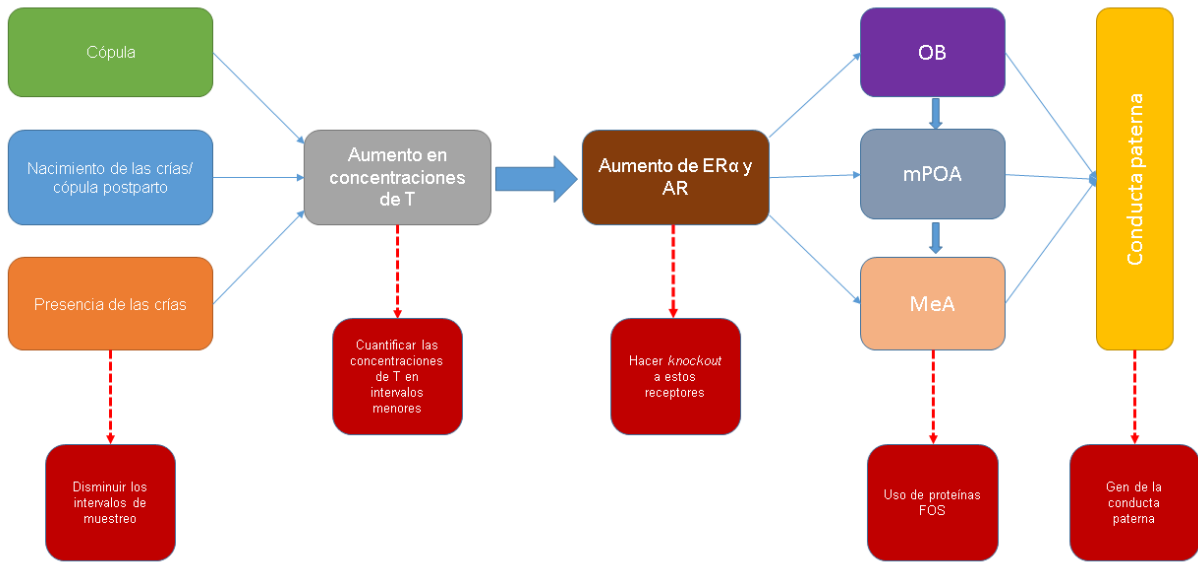 Cópula
Nacimiento de las crías/
cópula postparto
Presencia de las crías
Aumento en
concentraciones
de T
Aumento de ERα y
AR
OB
mPOA
MeA
Conducta paterna
Disminuir los
intervalos de
muestreo
Cuantificar las
concentraciones
de T en
intervalos
menores
Hacer knockout
a estos
receptores
Uso de proteínas
FOS
Gen de la
conducta
paterna